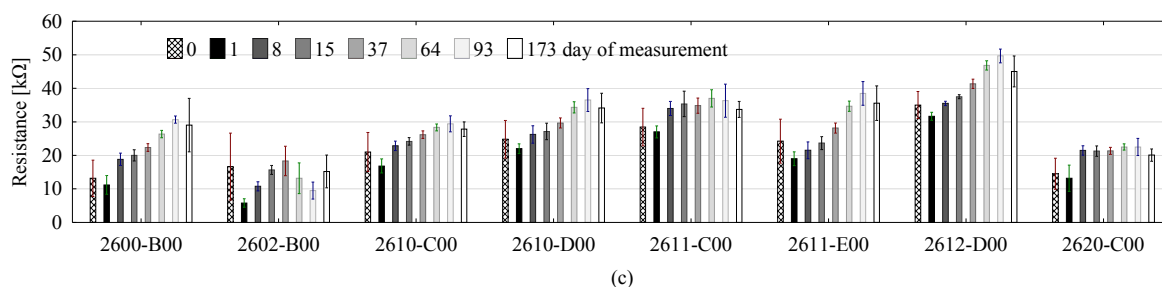 60
50
40
30
20
10
0
Resistance [kΩ]
0 1 8 15 37 64 93 173 day of measurement
2600-B00 2602-B00 2610-C00 2610-D00 2611-C00 2611-E00 2612-D00 2620-C00
(c)